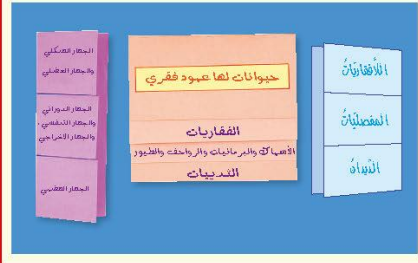 اللافقاريات
المفصليات
الديدان
حيوانات لها عمود فقري
الفقاريات
الأسماك والبرمائيات والزواحف والطيور
الثدييات
الجهاز الهيكلي
والجهاز العضلي
الجهاز الدوراني
والجهاز التنفسي،
والجهاز الاخراجي
الجهاز العصبي